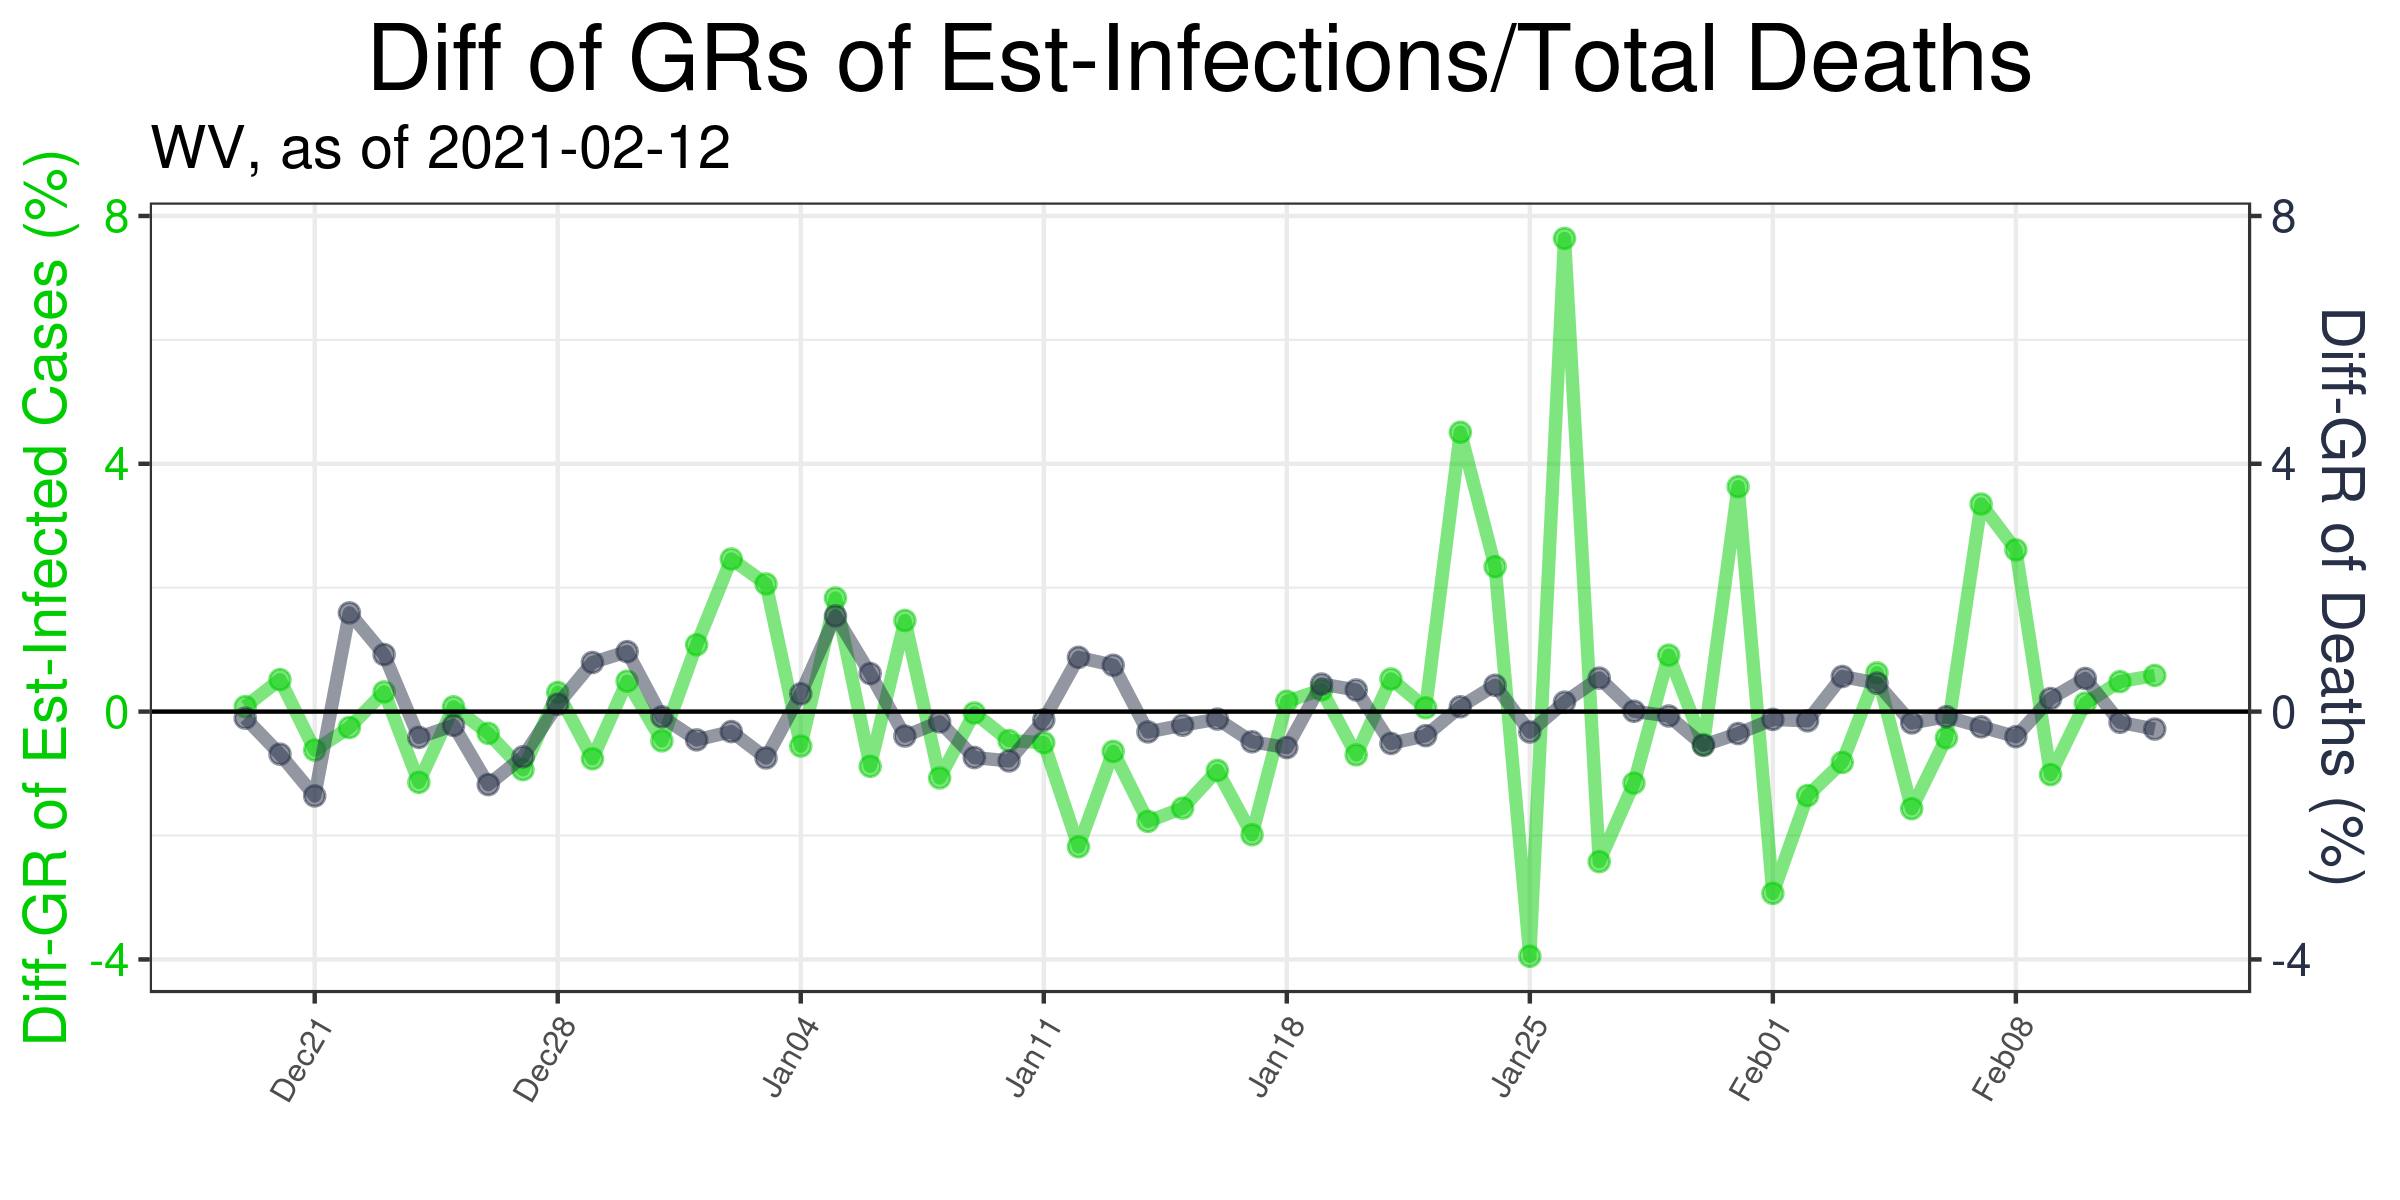 Diff of GRs of Est-Infections/Total Deaths
WV, as of 2021-02-12
Diff-GR of Est-Infected Cases (%)
8
4
0
-4
8
4
0
-4
Diff-GR of Deaths (%)
Dec21
Dec28
Jan04
Jan11
Jan18
Jan25
Feb01
Feb08